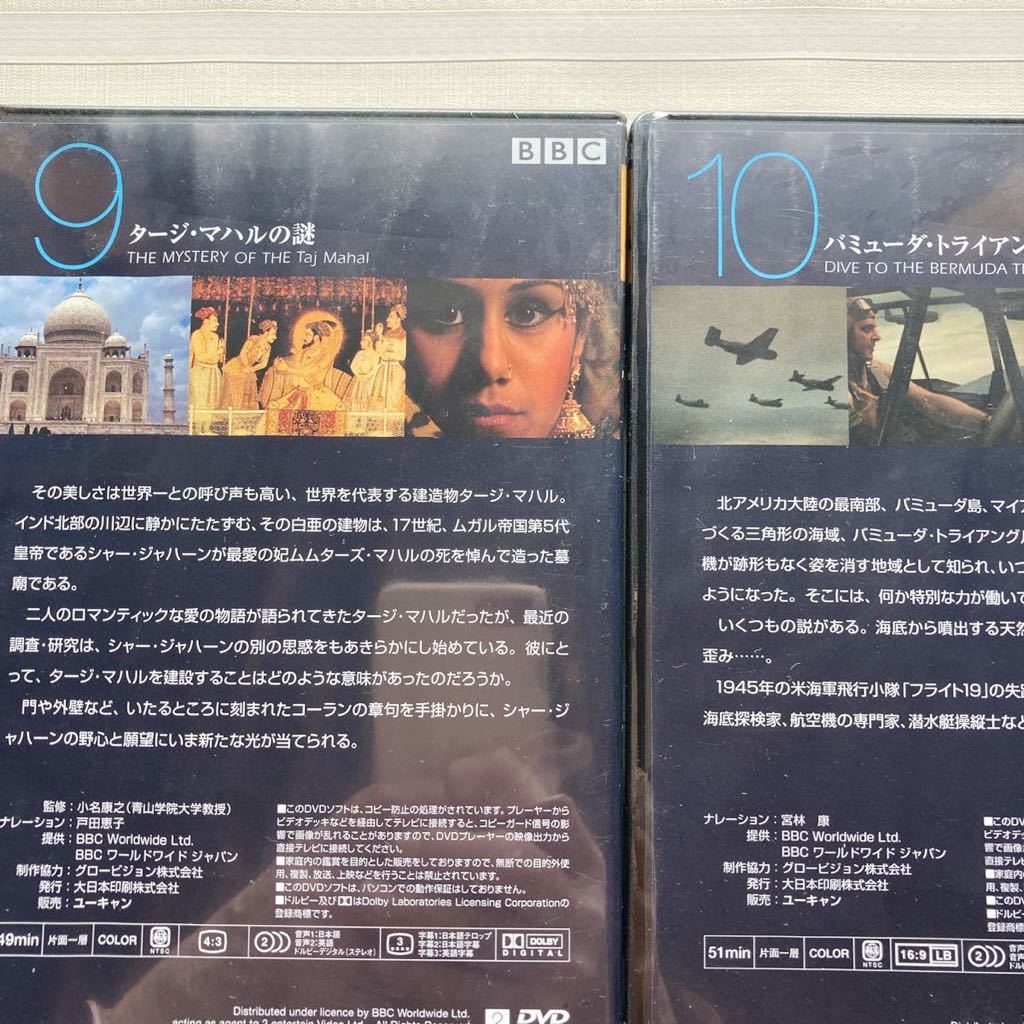 9
BBC
タージ・マハルの謎
THE MYSTERY OF THE Taj Mahal
その美しさは世界一との呼び声も高い、世界を代表する建造物タージ・マハル。
インド北部の川辺に静かにたたずむ、その白亜の建物は、17世紀、ムガル帝国第5代
皇帝であるシャー・ジャハーンが最愛の妃ムムターズ・マハルの死を悼んで造った墓
廟である。
二人のロマンティックな愛の物語が語られてきたタージ・マハルだったが、最近の
調査・研究は、シャー・ジャハーンの別の思惑をもあきらかにし始めている。彼にと
って、タージ・マハルを建設することはどのような意味があったのだろうか。
門や外壁など、いたるところに刻まれたコーランの章句を手掛かりに、シャー・ジ
ャハーンの野心と願望にいま新たな光が当てられる。
監修:小名康之(青山学院大学教授)
ナレーション:戸田恵子
提供:BBC Worldwide Ltd.
BBC ワールドワイド ジャパン
制作協力:グロービジョン株式会社
発行:大日本印刷株式会社
販売:ユーキャン
■このDVDソフトは、コピー防止の処理がされています。プレーヤーから
ビデオデッキなどを経由してテレビに接続すると、コピーガード信号の影
響で画像が乱れることがありますので、DVDプレーヤーの映像出力から
直接テレビに接続してください。
■家庭内の鑑賞を目的とした販売をしておりますので、無断での目的外使
用、複製、放送、上映などを行うことは禁止されています。
■このDVDソフトは、パソコンでの動作保証はしておりません。
■ドルビー及びはDolby Laboratories Licensing Corporationの
登録商標です。
49min
片面一層
COLOR
ALL
NTSC
4:3
2
音声1:日本語
音声2:英語
ドルビーデジタル(ステレオ)
3
字幕1:日本語テロップ
字幕2:日本語字幕
字幕3:英語字幕
DOLBY
DIGITAL
Distributed under licence by BBC Worldwide Ltd.
acting as agent to 2 entertain Video Ltd. All Rights Reserved.
2
DVD
10
バミューダ・トライアン
DIVE TO THE BERMUDA
北アメリカ大陸の最南部、バミューダ島、マイア
づくる三角形の海域、バミューダ・トライアングル
機が跡形もなく姿を消す地域として知られ、いつ
ようになった。そこには、何か特別な力が働いて
いくつもの説がある。海底から噴出する天然
歪み……。
1945年の米海軍飛行小隊「フライト19」の失踪
海底探検家、航空機の専門家、潜水艇操縦士など
ナレーション:宮林 康
提供:BBC Worldwide Ltd.
BBC ワールドワイド ジャパン
制作協力:グロービジョン株式会社
発行:大日本印刷株式会社
販売:ユーキャン
■このDV
ビデオデッ
響で画像が
直接テレビ
■家庭内
用、複製、
■このDV
■ドルビ
登録商標
51min
片面一層
COLOR
ALL
NTSC
16:9 LB
2
音声
音声
ドル
Distributed